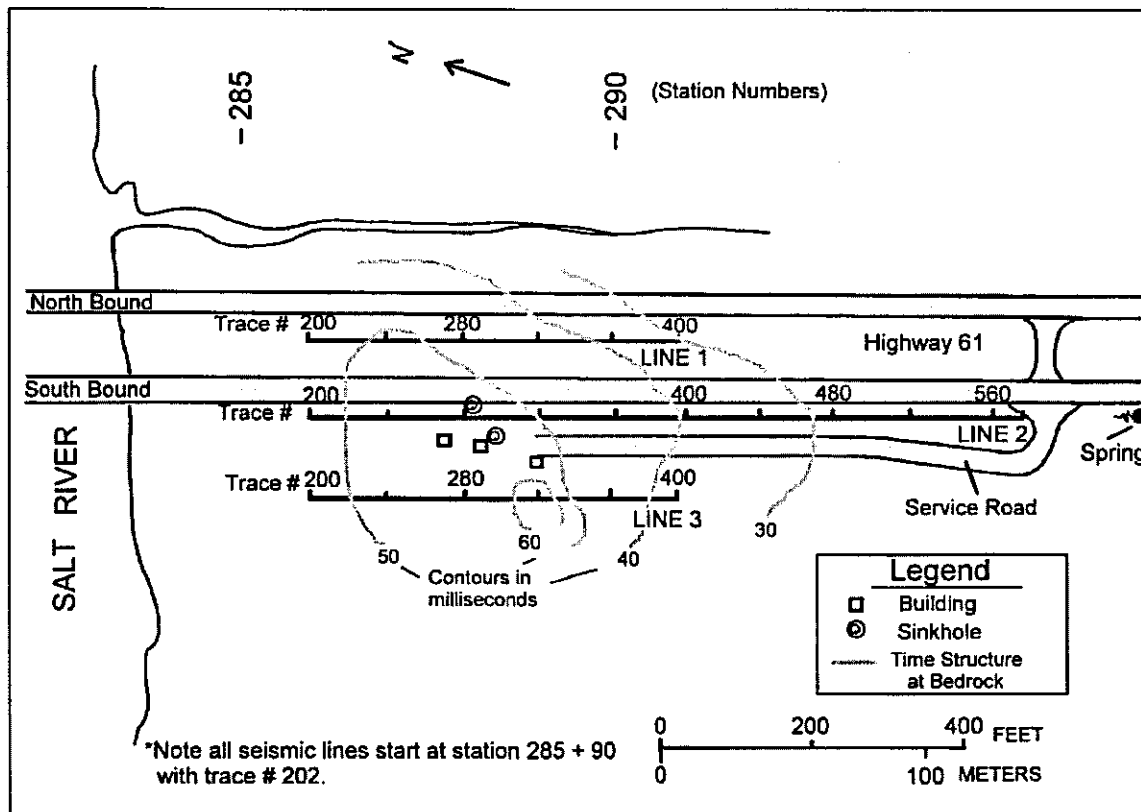 N
– 285
– 290
(Station Numbers)
North Bound
Trace # 200 280 400
LINE 1
Highway 61
South Bound
200 400 480 560
Trace #
LINE 2
Spring
Trace # 200 280 400
LINE 3
Service Road
SALT RIVER
50 60 40 30
Contours in
milliseconds
Legend
Building
Sinkhole
Time Structure
at Bedrock
*Note all seismic lines start at station 285 + 90
with trace # 202.
0 200 400 FEET
0 100 METERS